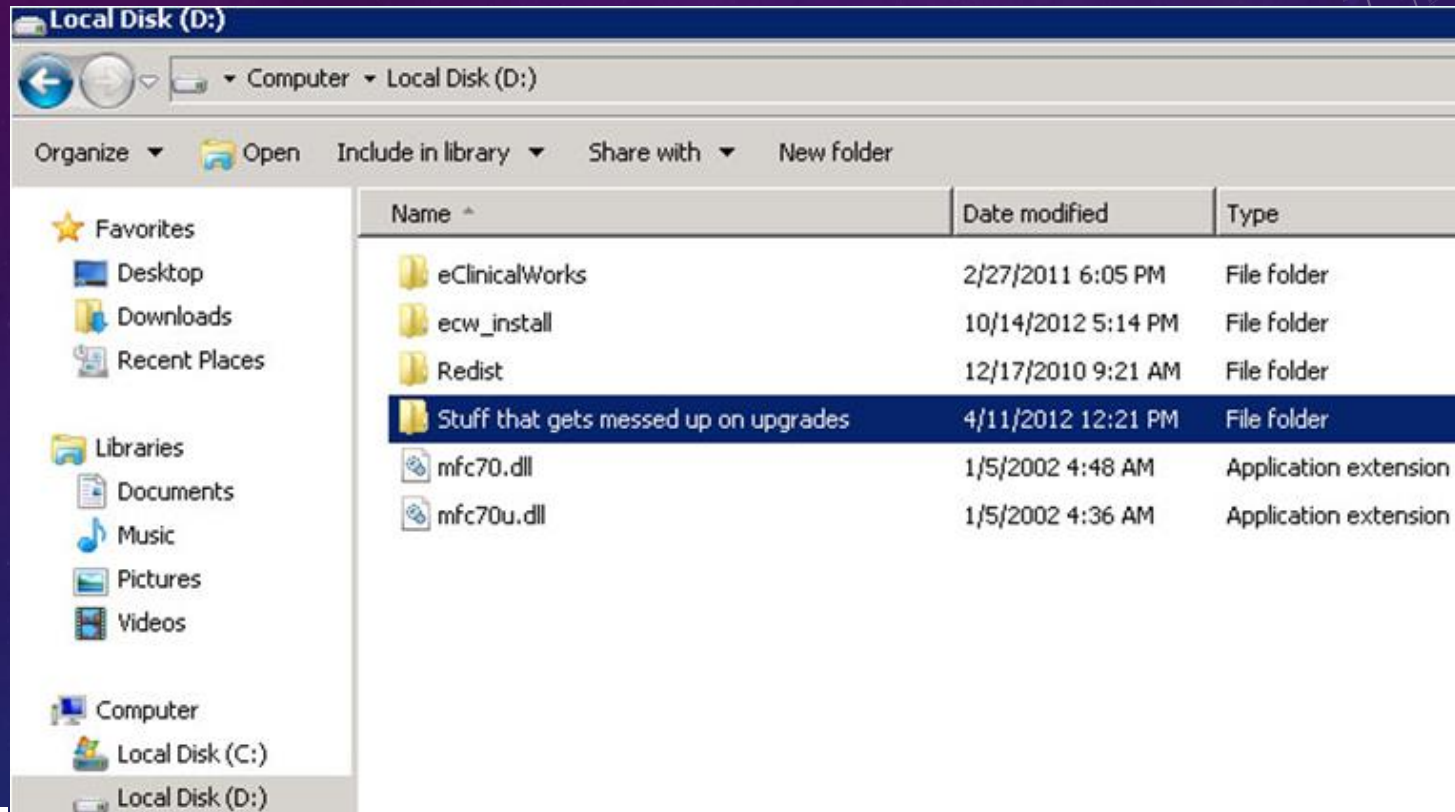 Local Disk (D:)
Computer Local Disk (D:)
Organize Open Include in library Share with New folder
Favorites
Desktop
Downloads
Recent Places
Libraries
Documents
Music
Pictures
Videos
Computer
Local Disk (C:)
Local Disk (D:)
Name Date modified Type
eClinicalWorks 2/27/2011 6:05 PM File folder
ecw_install 10/14/2012 5:14 PM File folder
Redist 12/17/2010 9:21 AM File folder
Stuff that gets messed up on upgrades 4/11/2012 12:21 PM File folder
mfc70.dll 1/5/2002 4:48 AM Application extension
mfc70u.dll 1/5/2002 4:36 AM Application extension